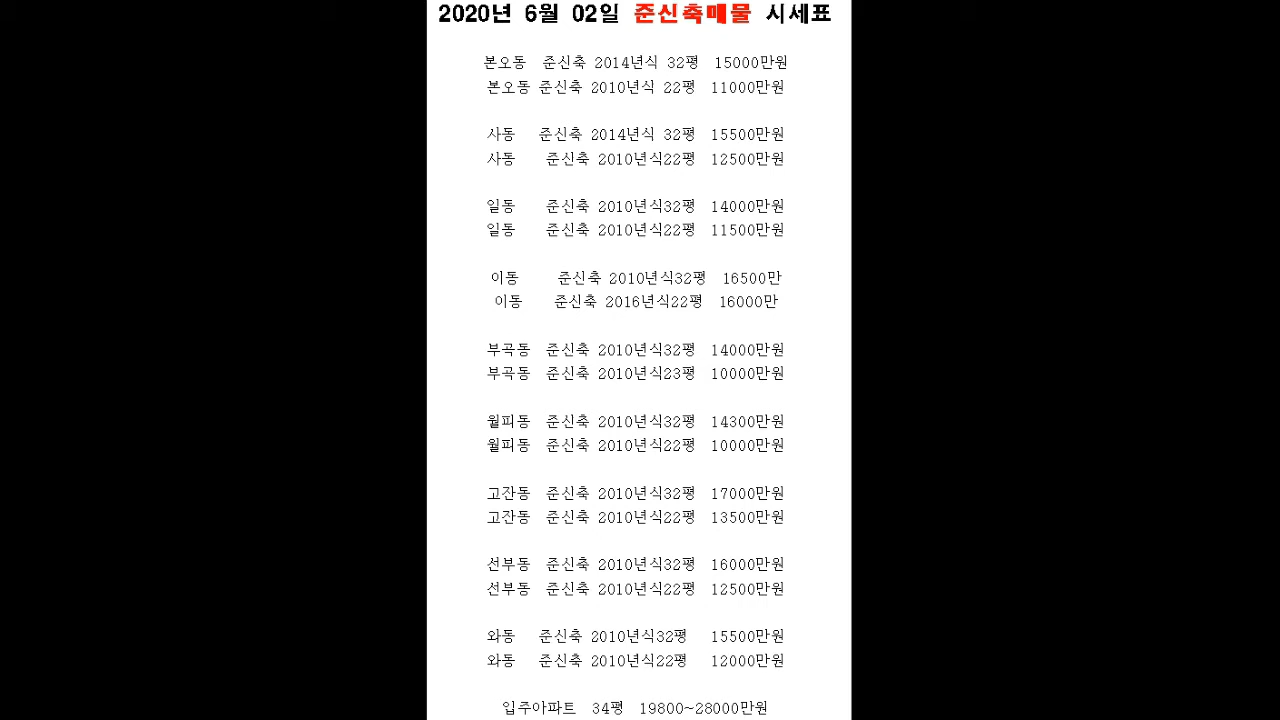 2020년 6월 02일 준신축매물 시세표
본오동 준신축 2014년식 32평 15000만원
본오동 준신축 2010년식 22평 11000만원
사동 준신축 2014년식 32평 15500만원
사동 준신축 2010년식22평 12500만원
일동 준신축 2010년식32평 14000만원
일동 준신축 2010년식22평 11500만원
이동 준신축 2010년식32평 16500만
이동 준신축 2016년식22평 16000만
부곡동 준신축 2010년식32평 14000만원
부곡동 준신축 2010년식23평 10000만원
월피동 준신축 2010년식32평 14300만원
월피동 준신축 2010년식22평 10000만원
고잔동 준신축 2010년식32평 17000만원
고잔동 준신축 2010년식22평 13500만원
선부동 준신축 2010년식32평 16000만원
선부동 준신축 2010년식22평 12500만원
와동 준신축 2010년식32평 15500만원
와동 준신축 2010년식22평 12000만원
입주아파트 34평 19800~28000만원